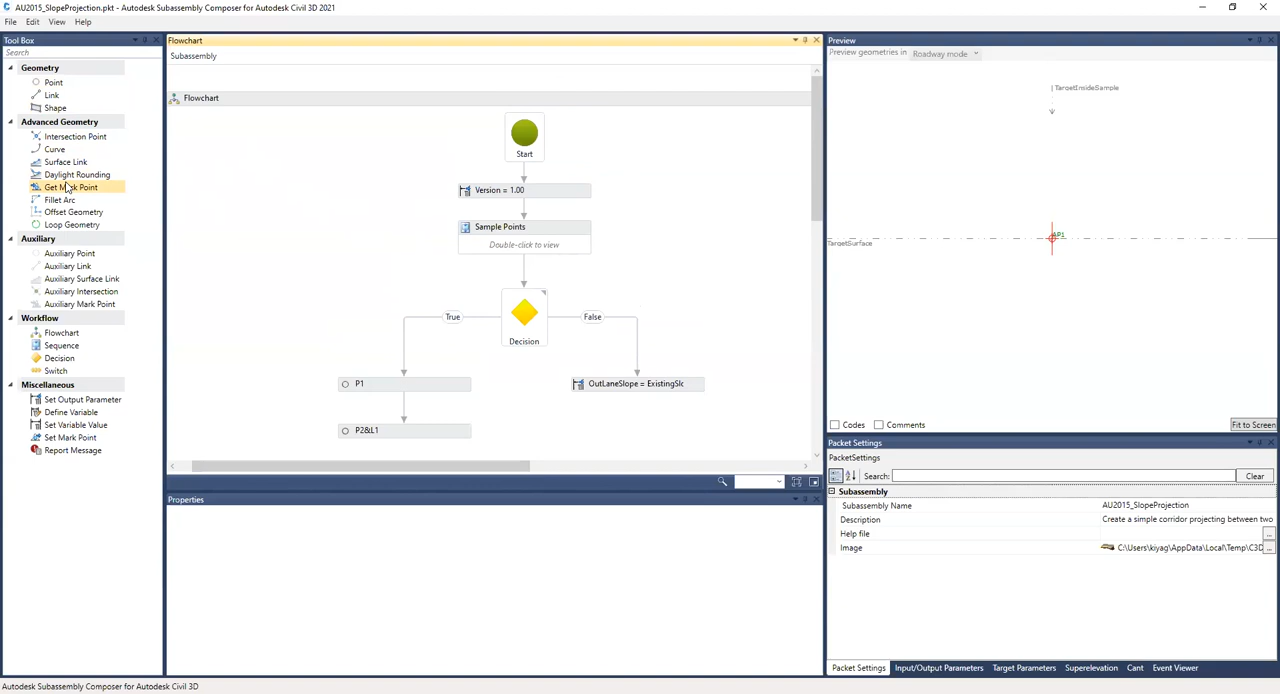 AU2015_SlopeProjection.pkt - Autodesk Subassembly Composer for Autodesk Civil 3D 2021
File Edit View Help
Tool Box
Search
Geometry
Point
Link
Shape
Advanced Geometry
Intersection Point
Curve
Surface Link
Daylight Rounding
Get Mark Point
Fillet Arc
Offset Geometry
Loop Geometry
Auxiliary
Auxiliary Point
Auxiliary Link
Auxiliary Surface Link
Auxiliary Intersection
Auxiliary Mark Point
Workflow
Flowchart
Sequence
Decision
Switch
Miscellaneous
Set Output Parameter
Define Variable
Set Variable Value
Set Mark Point
Report Message
Flowchart
Subassembly
Flowchart
Start
Version = 1.00
Sample Points
Double-click to view
True
False
Decision
P1
OutLaneSlope = ExistingSlo
P2&L1
Properties
Preview
Preview geometries in Roadway mode
TargetInsideSample
AP1
TargetSurface
Codes Comments
Fit to Screen
Packet Settings
PacketSettings
Search:
Clear
Subassembly
Subassembly Name AU2015_SlopeProjection
Description Create a simple corridor projecting between two
Help file ...
Image C:\Users\kiyag\AppData\Local\Temp\C3D ...
Packet Settings Input/Output Parameters Target Parameters Superelevation Cant Event Viewer
Autodesk Subassembly Composer for Autodesk Civil 3D